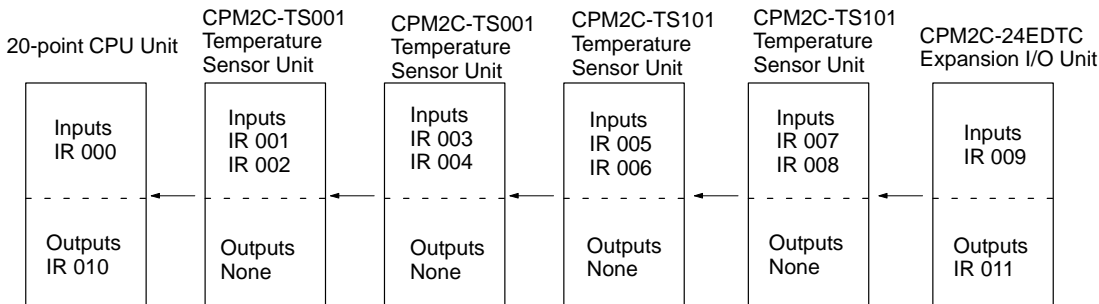 20-point CPU Unit
CPM2C-TS001
Temperature
Sensor Unit
CPM2C-TS001
Temperature
Sensor Unit
CPM2C-TS101
Temperature
Sensor Unit
CPM2C-TS101
Temperature
Sensor Unit
CPM2C-24EDTC
Expansion I/O Unit
Inputs
IR 000
Inputs
IR 001
IR 002
Inputs
IR 003
IR 004
Inputs
IR 005
IR 006
Inputs
IR 007
IR 008
Inputs
IR 009
Outputs
IR 010
Outputs
None
Outputs
None
Outputs
None
Outputs
None
Outputs
IR 011